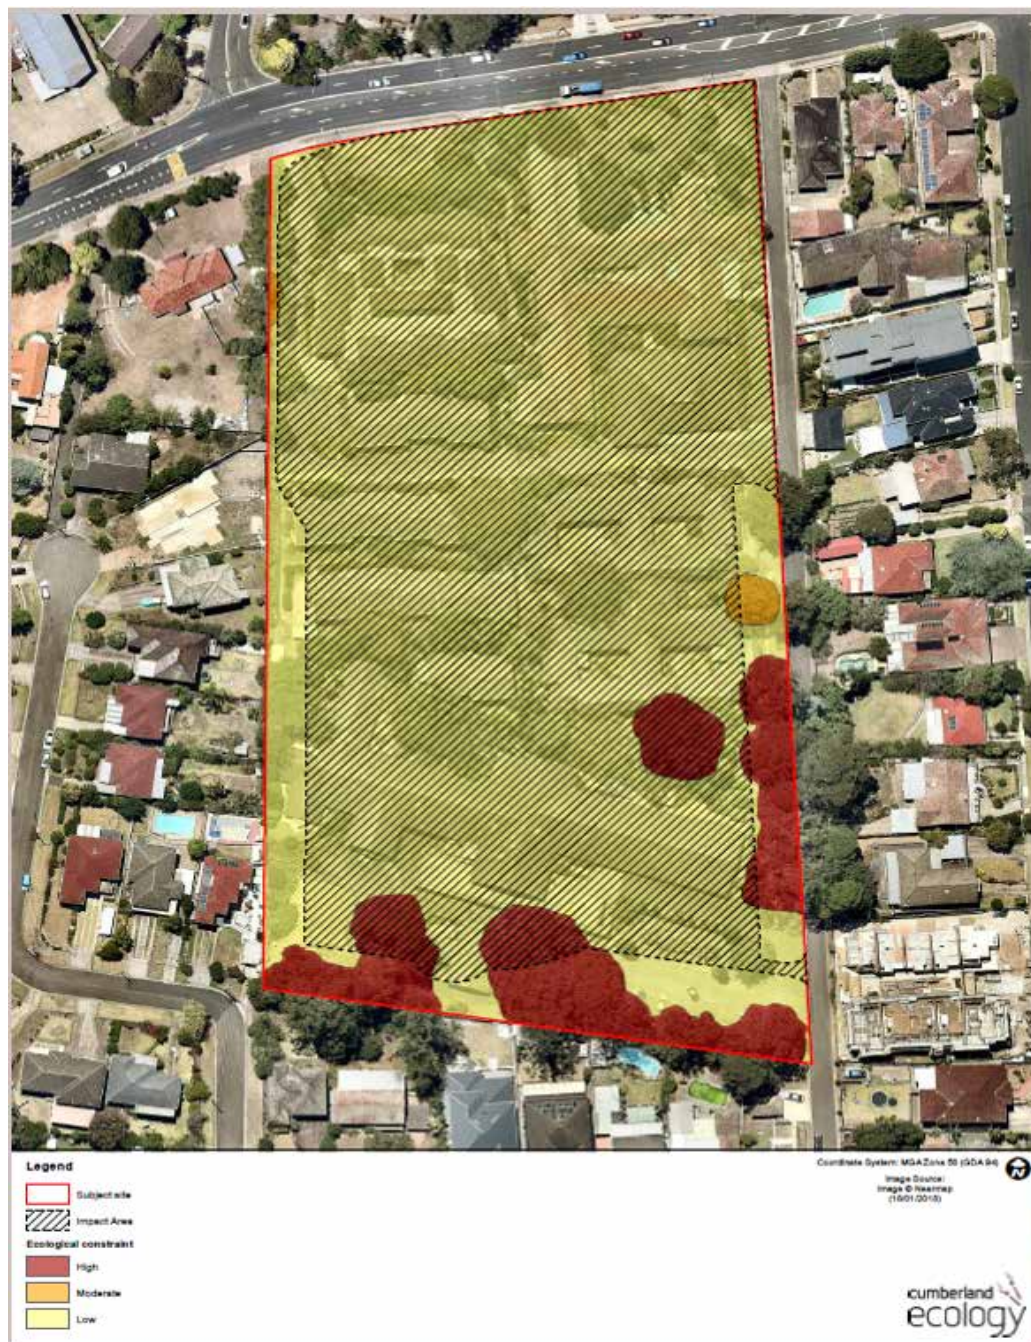 Legend
Subject site
Impact Area
Ecological constraint
High
Moderate
Low
Coordinate System: MGA Zone 56 (GDA 94)
Image Source:
Image © Nearmap
N
cumberland
ecology